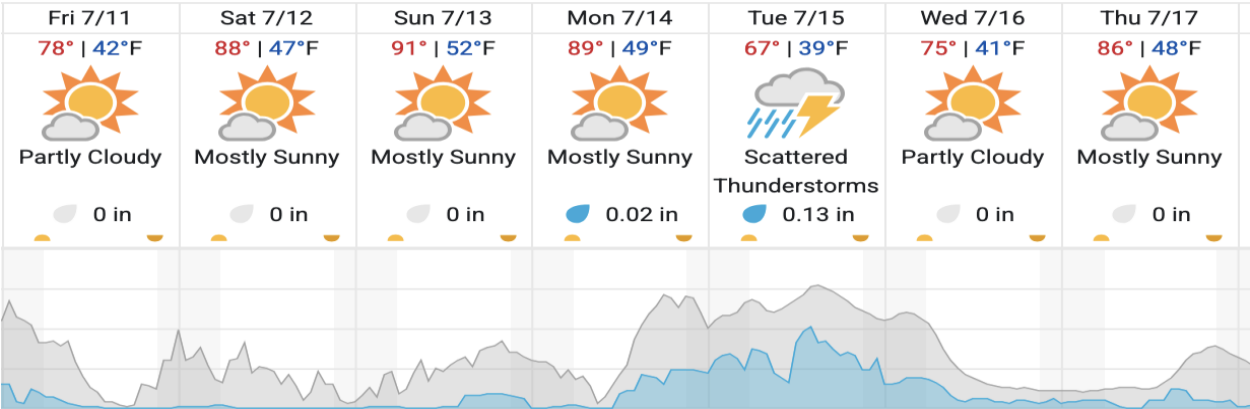 Fri 7/11 Sat 7/12 Sun 7/13 Mon 7/14 Tue 7/15 Wed 7/16 Thu 7/17
78° | 42°F 88° | 47°F 91° | 52°F 89° | 49°F 67° | 39°F 75° | 41°F 86° | 48°F
Partly Cloudy Mostly Sunny Mostly Sunny Mostly Sunny Scattered Partly Cloudy Mostly Sunny
Thunderstorms
0 in 0 in 0 in 0.02 in 0.13 in 0 in 0 in